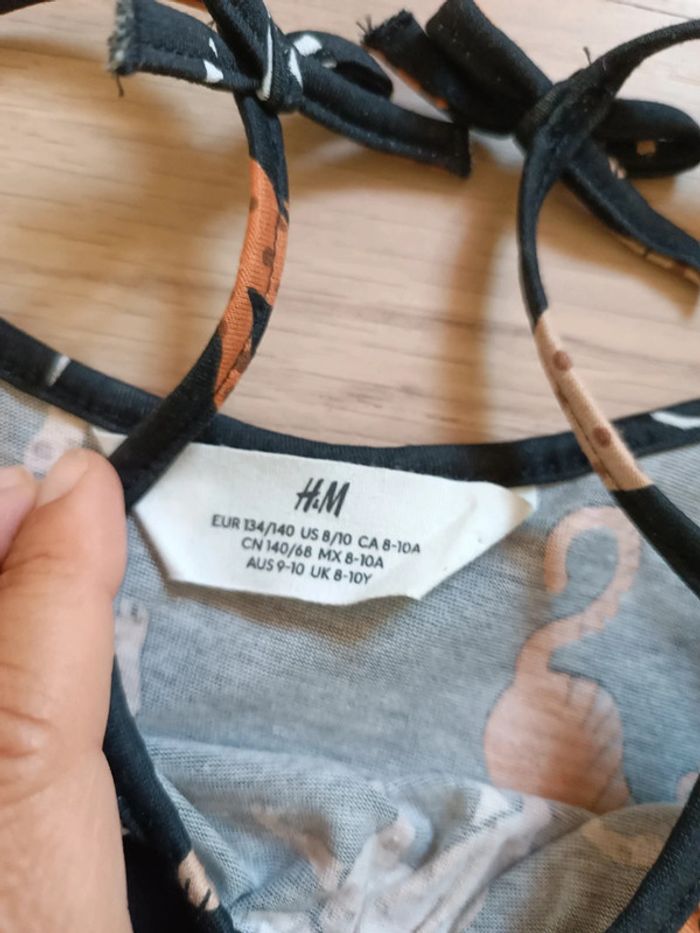 H&M
EUR 134/140 US 8/10 CA 8-10A
CN 140/68 MX 8-10A
AUS 9-10 UK 8-10Y